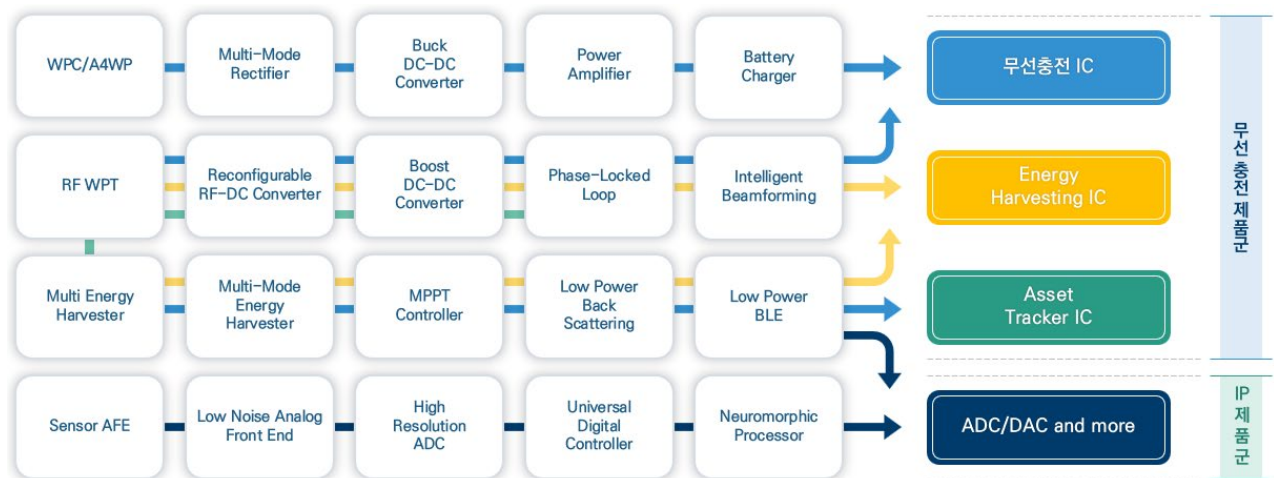 WPC/A4WP
Multi-Mode
Rectifier
Buck
DC-DC
Converter
Power
Amplifier
Battery
Charger
무선충전 IC
RF WPT
Reconfigurable
RF-DC Converter
Boost
DC-DC
Converter
Phase-Locked
Loop
Intelligent
Beamforming
Energy
Harvesting IC
Multi Energy
Harvester
Multi-Mode
Energy
Harvester
MPPT
Controller
Low Power
Back
Scattering
Low Power
BLE
Asset
Tracker IC
무선충전제품군
Sensor AFE
Low Noise Analog
Front End
High
Resolution
ADC
Universal
Digital
Controller
Neuromorphic
Processor
ADC/DAC and more
IP제품군